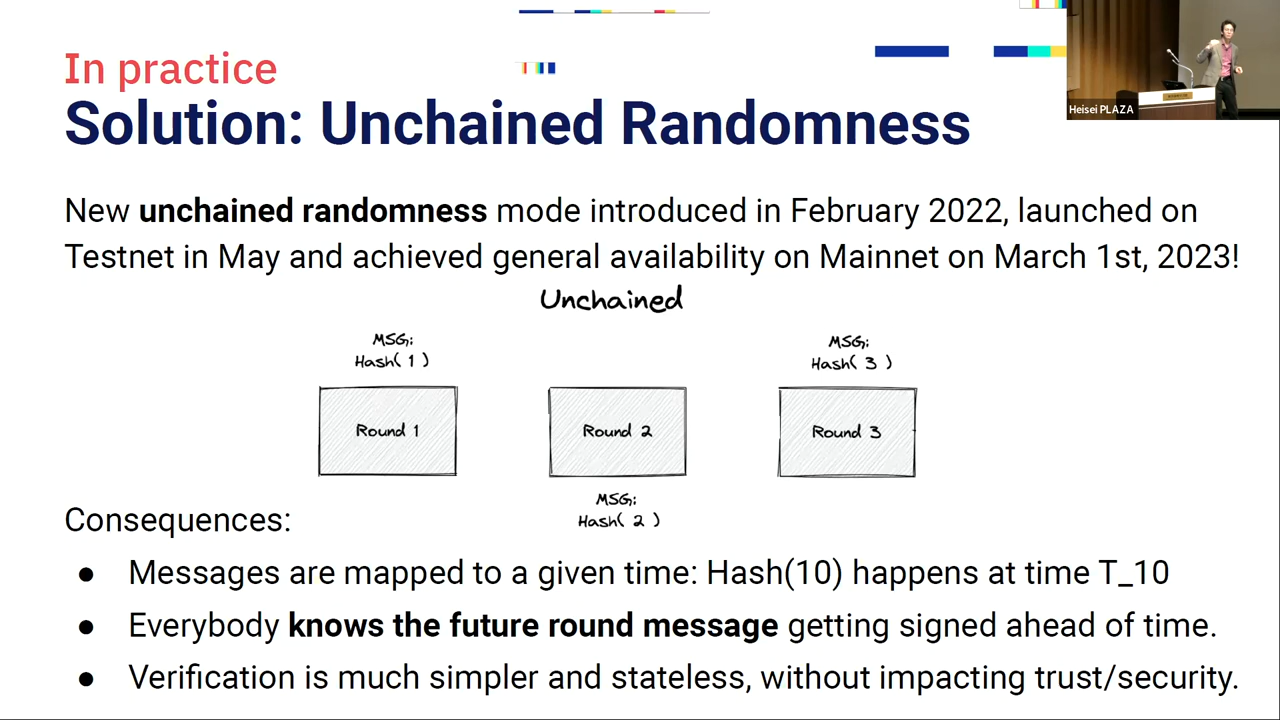 In practice
Solution: Unchained Randomness
Heisei PLAZA
New unchained randomness mode introduced in February 2022, launched on
Testnet in May and achieved general availability on Mainnet on March 1st, 2023!
Unchained
MSG:
Hash( 1 )
MSG:
Hash( 3 )
Round 1
Round 2
Round 3
MSG:
Hash( 2 )
Consequences:
● Messages are mapped to a given time: Hash(10) happens at time T_10
● Everybody knows the future round message getting signed ahead of time.
● Verification is much simpler and stateless, without impacting trust/security.